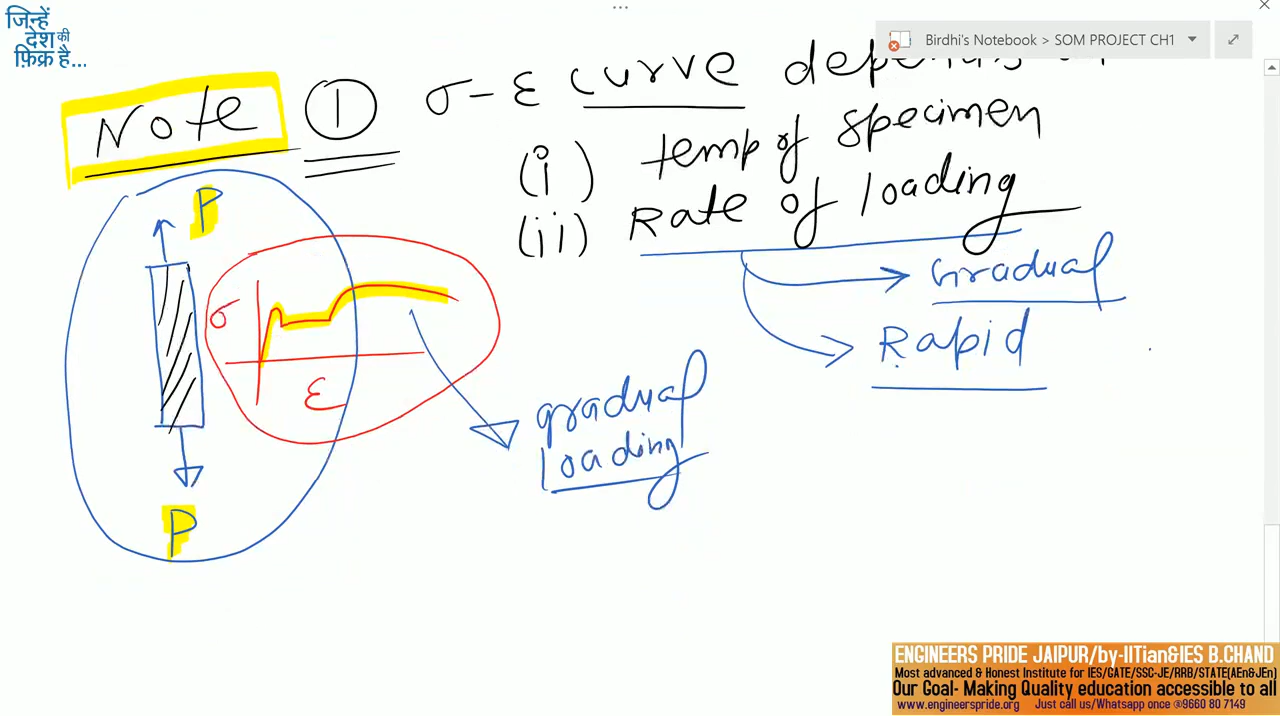 जिन्हें
देश की
फ़िक्र है...
Birdhi's Notebook > SOM PROJECT CH1
Note ① σ-ε curve depends on
(i) temp of specimen
(ii) Rate of loading
Gradual
Rapid
P
σ
ε
gradual
loading
P
ENGINEERS PRIDE JAIPUR/by-IITian&IES B.CHAND
Most advanced & Honest Institute for IES/GATE/SSC-JE/RRB/STATE(AEn&JEn)
Our Goal- Making Quality education accessible to all
www.engineerspride.org Just call us/Whatsapp once @9660 80 7149